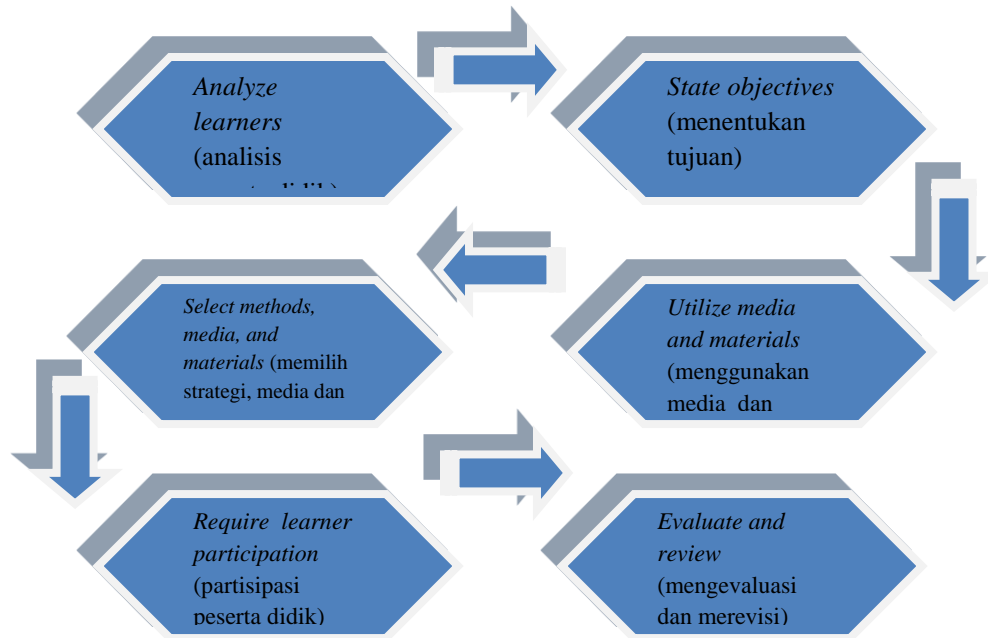 Analyze
learners
(analisis
didik)
State objectives
(menentukan
tujuan)
Select methods,
media, and
materials (memilih
strategi, media dan
Utilize media
and materials
(menggunakan
media dan
Require learner
participation
(partisipasi
peserta didik)
Evaluate and
review
(mengevaluasi
dan merevisi)